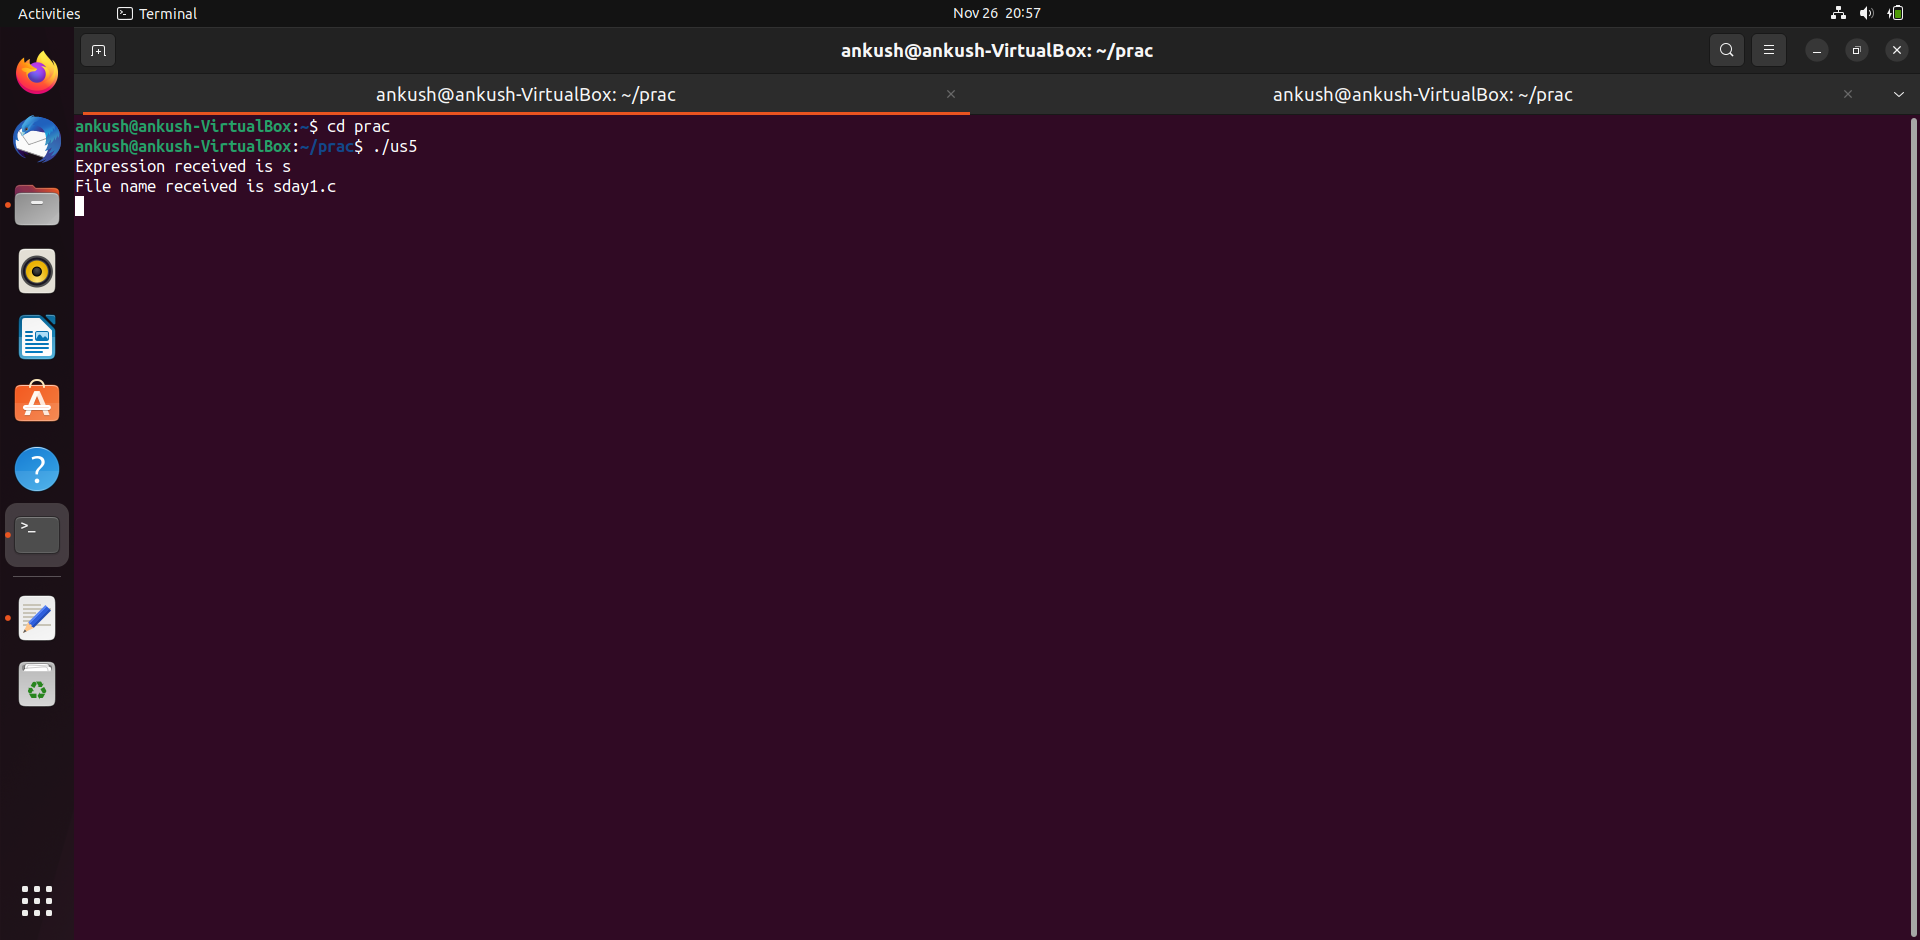 Activities Terminal Nov 26 20:57
ankush@ankush-VirtualBox: ~/prac
ankush@ankush-VirtualBox: ~/prac ankush@ankush-VirtualBox: ~/prac
ankush@ankush-VirtualBox:~$ cd prac
ankush@ankush-VirtualBox:~/prac$ ./us5
Expression received is s
File name received is sday1.c